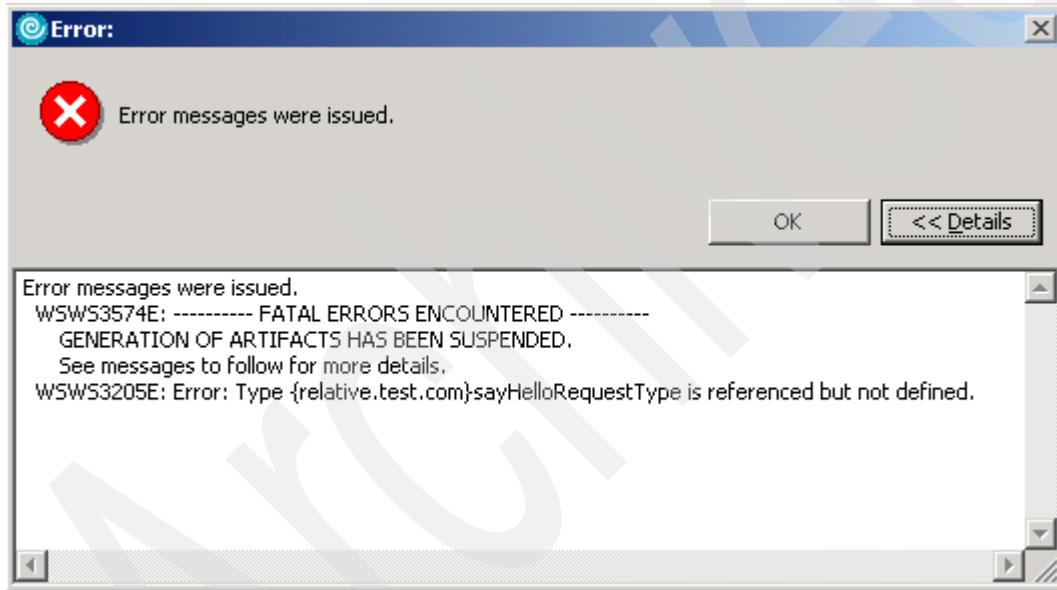 Error:
Error messages were issued.
OK
<< Details
Error messages were issued.
WSWS3574E: ---------- FATAL ERRORS ENCOUNTERED ----------
GENERATION OF ARTIFACTS HAS BEEN SUSPENDED.
See messages to follow for more details.
WSWS3205E: Error: Type {relative.test.com}sayHelloRequestType is referenced but not defined.